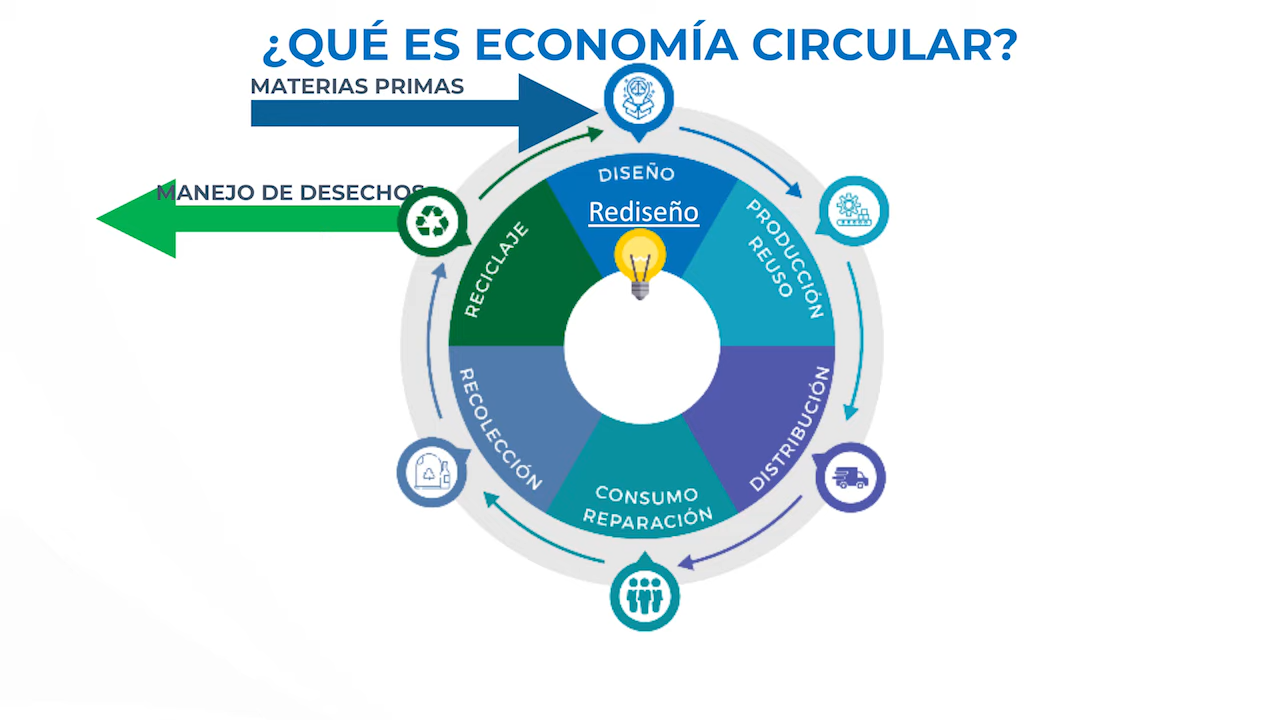 ¿QUÉ ES ECONOMÍA CIRCULAR?
MATERIAS PRIMAS
MANEJO DE DESECHOS
DISEÑO
Rediseño
PRODUCCIÓN
REUSO
DISTRIBUCIÓN
CONSUMO
REPARACIÓN
RECOLECCIÓN
RECICLAJE